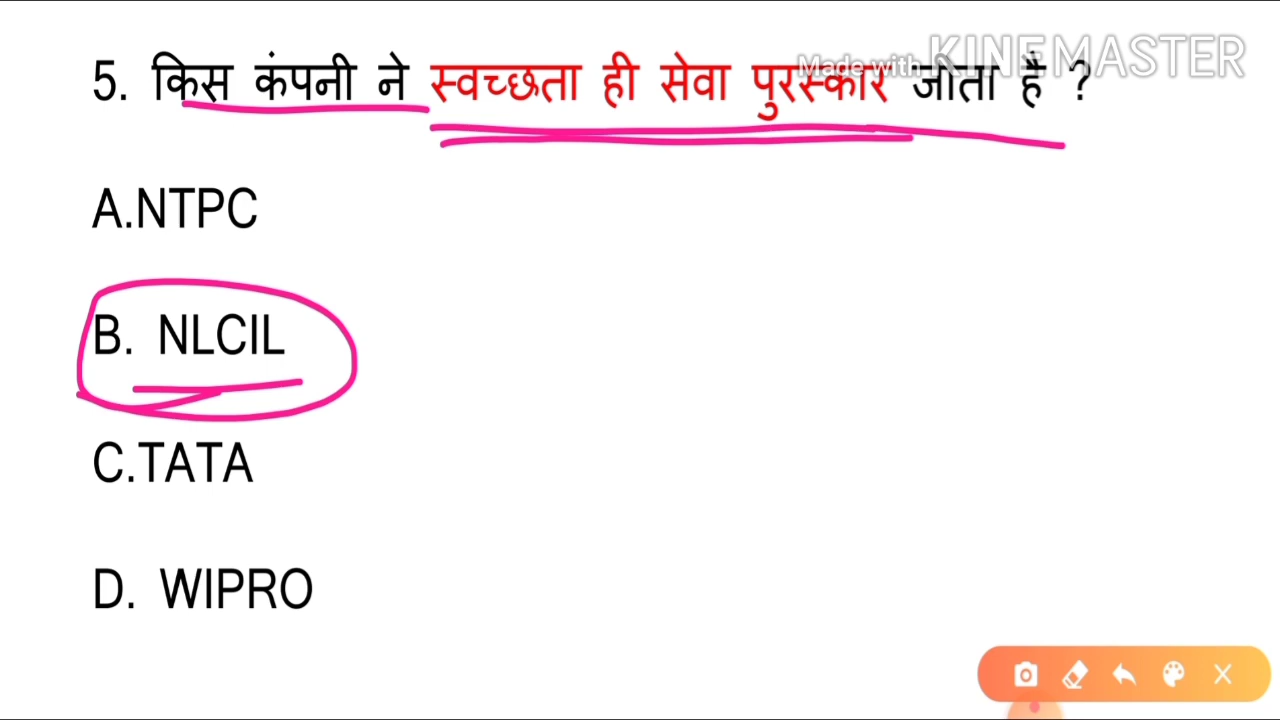 5. किस कंपनी ने स्वच्छता ही सेवा पुरस्कार जीता है ?
Made with KINEMASTER
A.NTPC
B. NLCIL
C.TATA
D. WIPRO